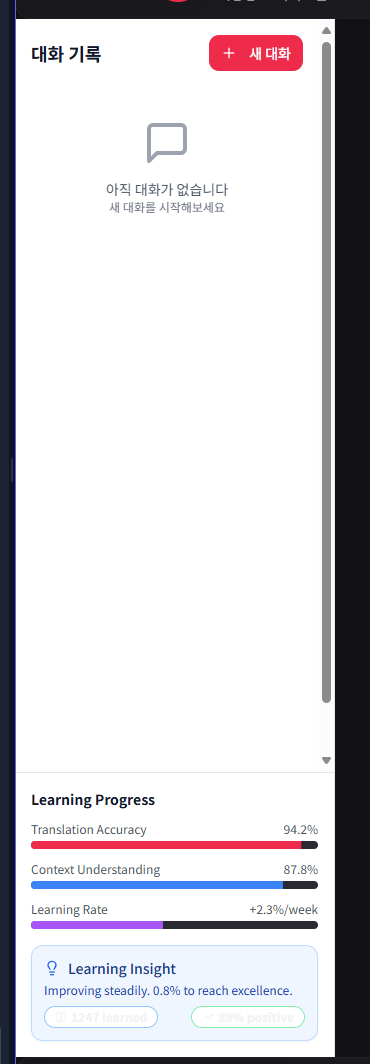 대화 기록
+ 새 대화
아직 대화가 없습니다
새 대화를 시작해보세요
Learning Progress
Translation Accuracy 94.2%
Context Understanding 87.8%
Learning Rate +2.3%/week
Learning Insight
Improving steadily. 0.8% to reach excellence.
1247 learned 89% positive